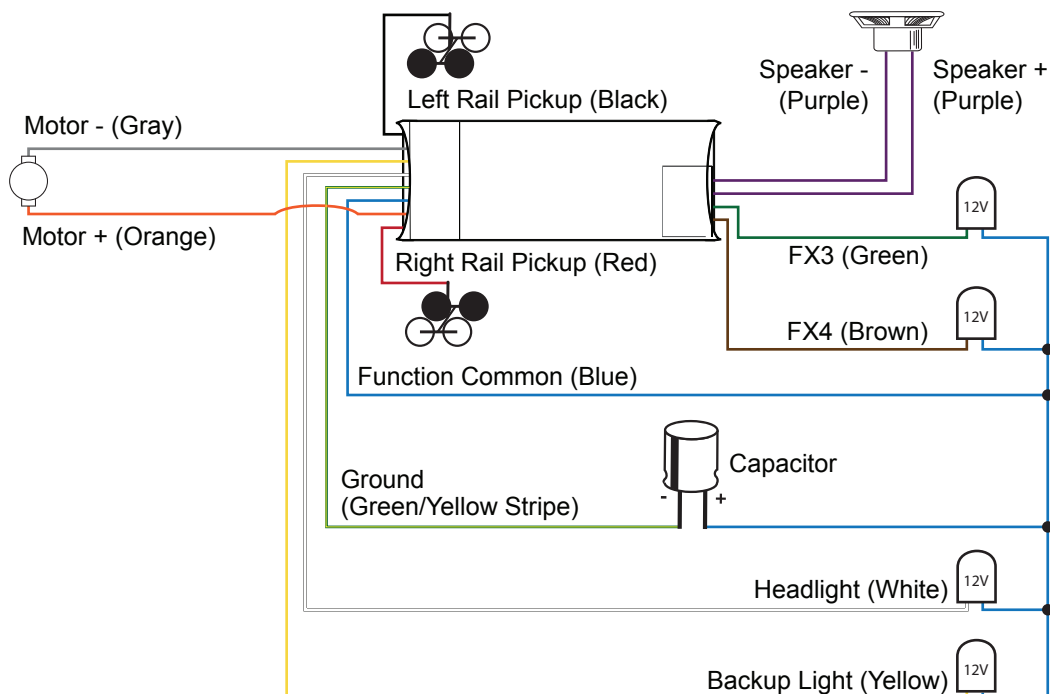 Left Rail Pickup (Black)
Speaker -
(Purple)
Speaker +
(Purple)
Motor - (Gray)
Motor + (Orange)
Right Rail Pickup (Red)
12V
FX3 (Green)
12V
FX4 (Brown)
Function Common (Blue)
Capacitor
- +
Ground
(Green/Yellow Stripe)
12V
Headlight (White)
12V
Backup Light (Yellow)